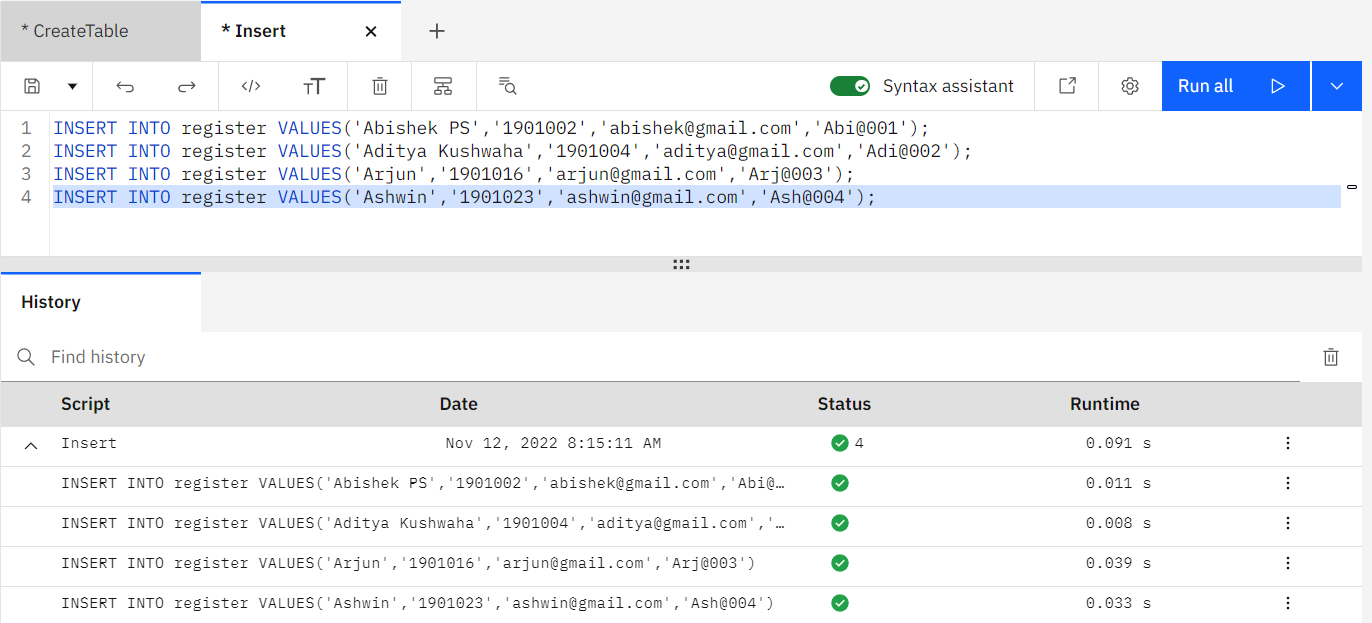 * CreateTable * Insert
Syntax assistant Run all
1 INSERT INTO register VALUES('Abishek PS','1901002','abishek@gmail.com','Abi@001');
2 INSERT INTO register VALUES('Aditya Kushwaha','1901004','aditya@gmail.com','Adi@002');
3 INSERT INTO register VALUES('Arjun','1901016','arjun@gmail.com','Arj@003');
4 INSERT INTO register VALUES('Ashwin','1901023','ashwin@gmail.com','Ash@004');
History
Find history
Script Date Status Runtime
Insert Nov 12, 2022 8:15:11 AM 4 0.091 s
INSERT INTO register VALUES('Abishek PS','1901002','abishek@gmail.com','Abi@… 0.011 s
INSERT INTO register VALUES('Aditya Kushwaha','1901004','aditya@gmail.com','… 0.008 s
INSERT INTO register VALUES('Arjun','1901016','arjun@gmail.com','Arj@003') 0.039 s
INSERT INTO register VALUES('Ashwin','1901023','ashwin@gmail.com','Ash@004') 0.033 s